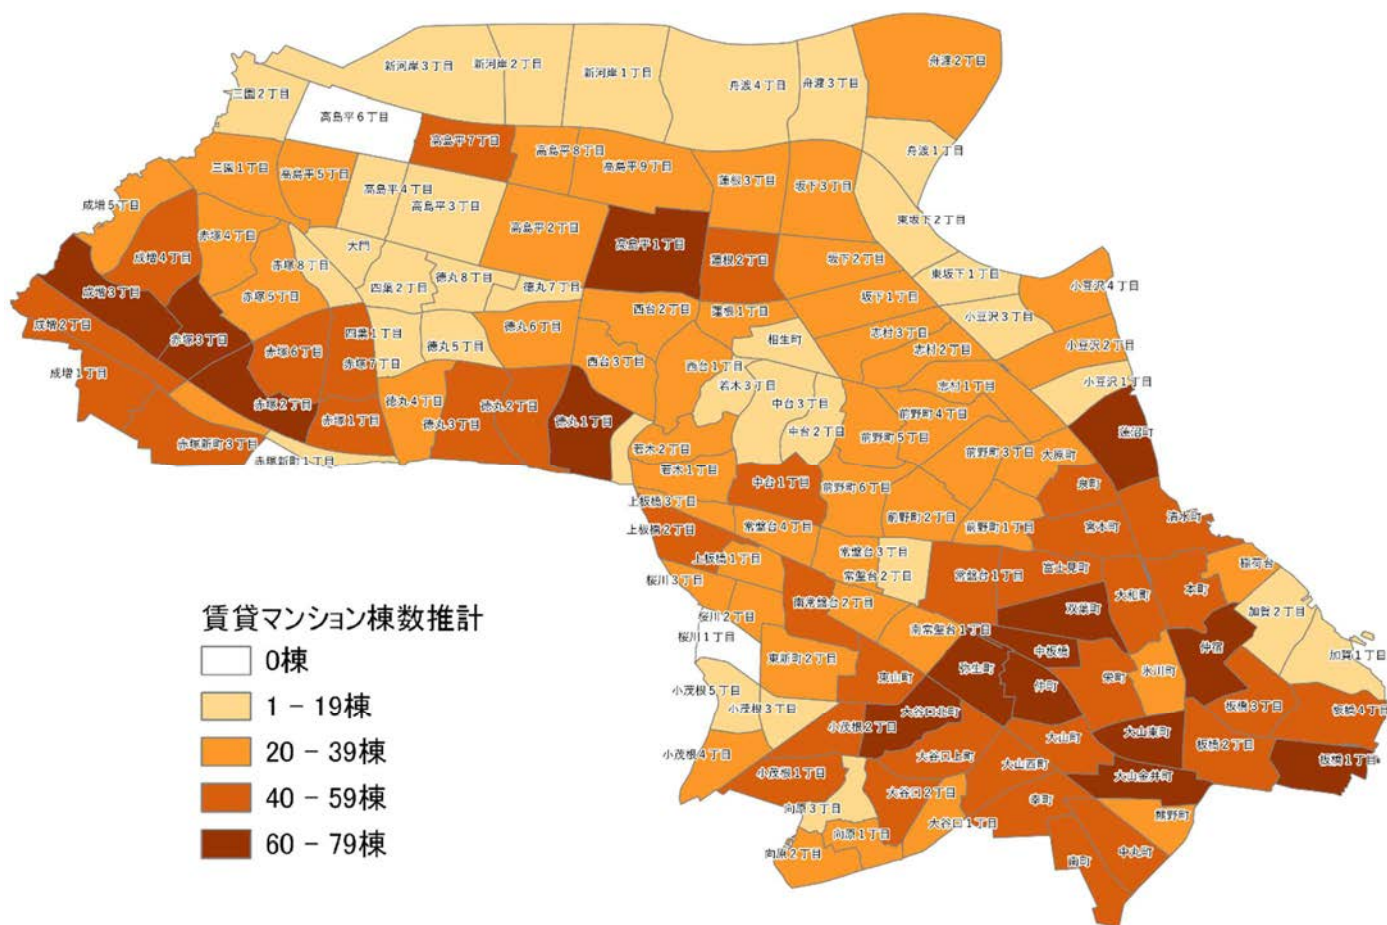 新河岸3丁目
新河岸2丁目
新河岸1丁目
舟渡4丁目
舟渡3丁目
舟渡2丁目
三園2丁目
高島平6丁目
高島平7丁目
高島平8丁目
高島平9丁目
蓮根3丁目
坂下3丁目
舟渡1丁目
三園1丁目
高島平5丁目
高島平4丁目
高島平3丁目
高島平2丁目
高島平1丁目
蓮根2丁目
坂下2丁目
東坂下2丁目
東坂下1丁目
成増5丁目
成増4丁目
赤塚4丁目
赤塚8丁目
大門
四葉2丁目
徳丸8丁目
徳丸7丁目
成増3丁目
赤塚5丁目
西台2丁目
蓮根1丁目
坂下1丁目
小豆沢4丁目
小豆沢3丁目
成増2丁目
赤塚3丁目
赤塚6丁目
四葉1丁目
赤塚7丁目
徳丸5丁目
徳丸6丁目
西台3丁目
西台1丁目
相生町
志村3丁目
志村2丁目
小豆沢2丁目
成増1丁目
赤塚2丁目
赤塚1丁目
徳丸4丁目
徳丸3丁目
徳丸2丁目
徳丸1丁目
若木3丁目
中台3丁目
中台2丁目
志村1丁目
小豆沢1丁目
赤塚新町3丁目
赤塚新町1丁目
若木2丁目
若木1丁目
前野町4丁目
前野町5丁目
前野町3丁目
大原町
蓮沼町
上板橋3丁目
中台1丁目
前野町6丁目
前野町2丁目
前野町1丁目
泉町
宮本町
清水町
上板橋2丁目
上板橋1丁目
常盤台4丁目
常盤台3丁目
常盤台2丁目
常盤台1丁目
富士見町
大和町
本町
稲荷台
桜川3丁目
桜川2丁目
桜川1丁目
南常盤台2丁目
南常盤台1丁目
双葉町
加賀2丁目
加賀1丁目
東新町2丁目
東山町
弥生町
中板橋
仲町
栄町
氷川町
仲宿
小茂根5丁目
小茂根3丁目
小茂根2丁目
大谷口北町
大谷口上町
大山町
大山東町
板橋3丁目
板橋4丁目
小茂根4丁目
小茂根1丁目
大山西町
大山金井町
板橋2丁目
板橋1丁目
向原3丁目
大谷口2丁目
大谷口1丁目
幸町
熊野町
向原1丁目
向原2丁目
南町
中丸町
賃貸マンション棟数推計
0棟
1 - 19棟
20 - 39棟
40 - 59棟
60 - 79棟